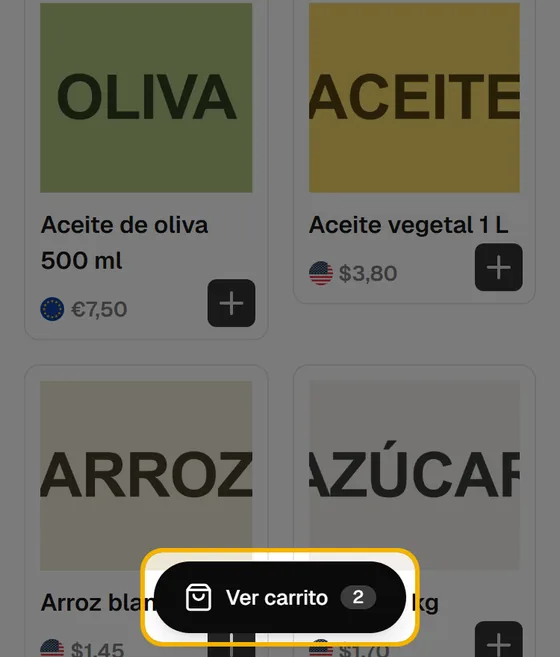 OLIVA
ACEITE
Aceite de oliva
500 ml
€7,50
Aceite vegetal 1 L
$3,80
ARROZ
AZÚCAR
Arroz blan
kg
Ver carrito 2
$1,45
$1,70